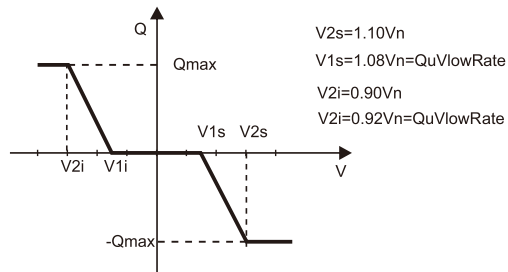 Q
V2s=1.10Vn
V1s=1.08Vn=QuVlowRate
Qmax
V2i=0.90Vn
V2i=0.92Vn=QuVlowRate
V1s V2s
V2i V1i
V
-Qmax